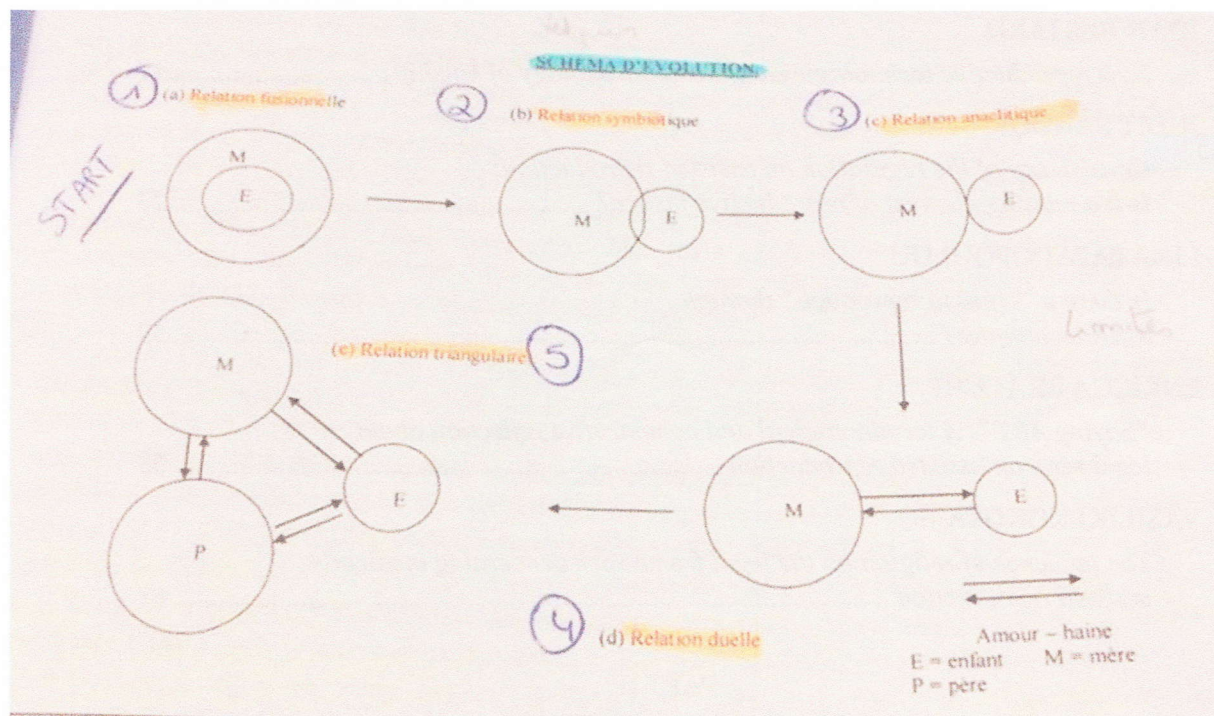 SCHEMA D'EVOLUTION
1 (a) Relation fusionnelle
2 (b) Relation symbiotique
3 (c) Relation anaclitique
START
M
E
M
E
M
E
Limites
M
(e) Relation triangulaire 5
E
P
M
E
4 (d) Relation duelle
Amour – haine
E = enfant M = mère
P = père